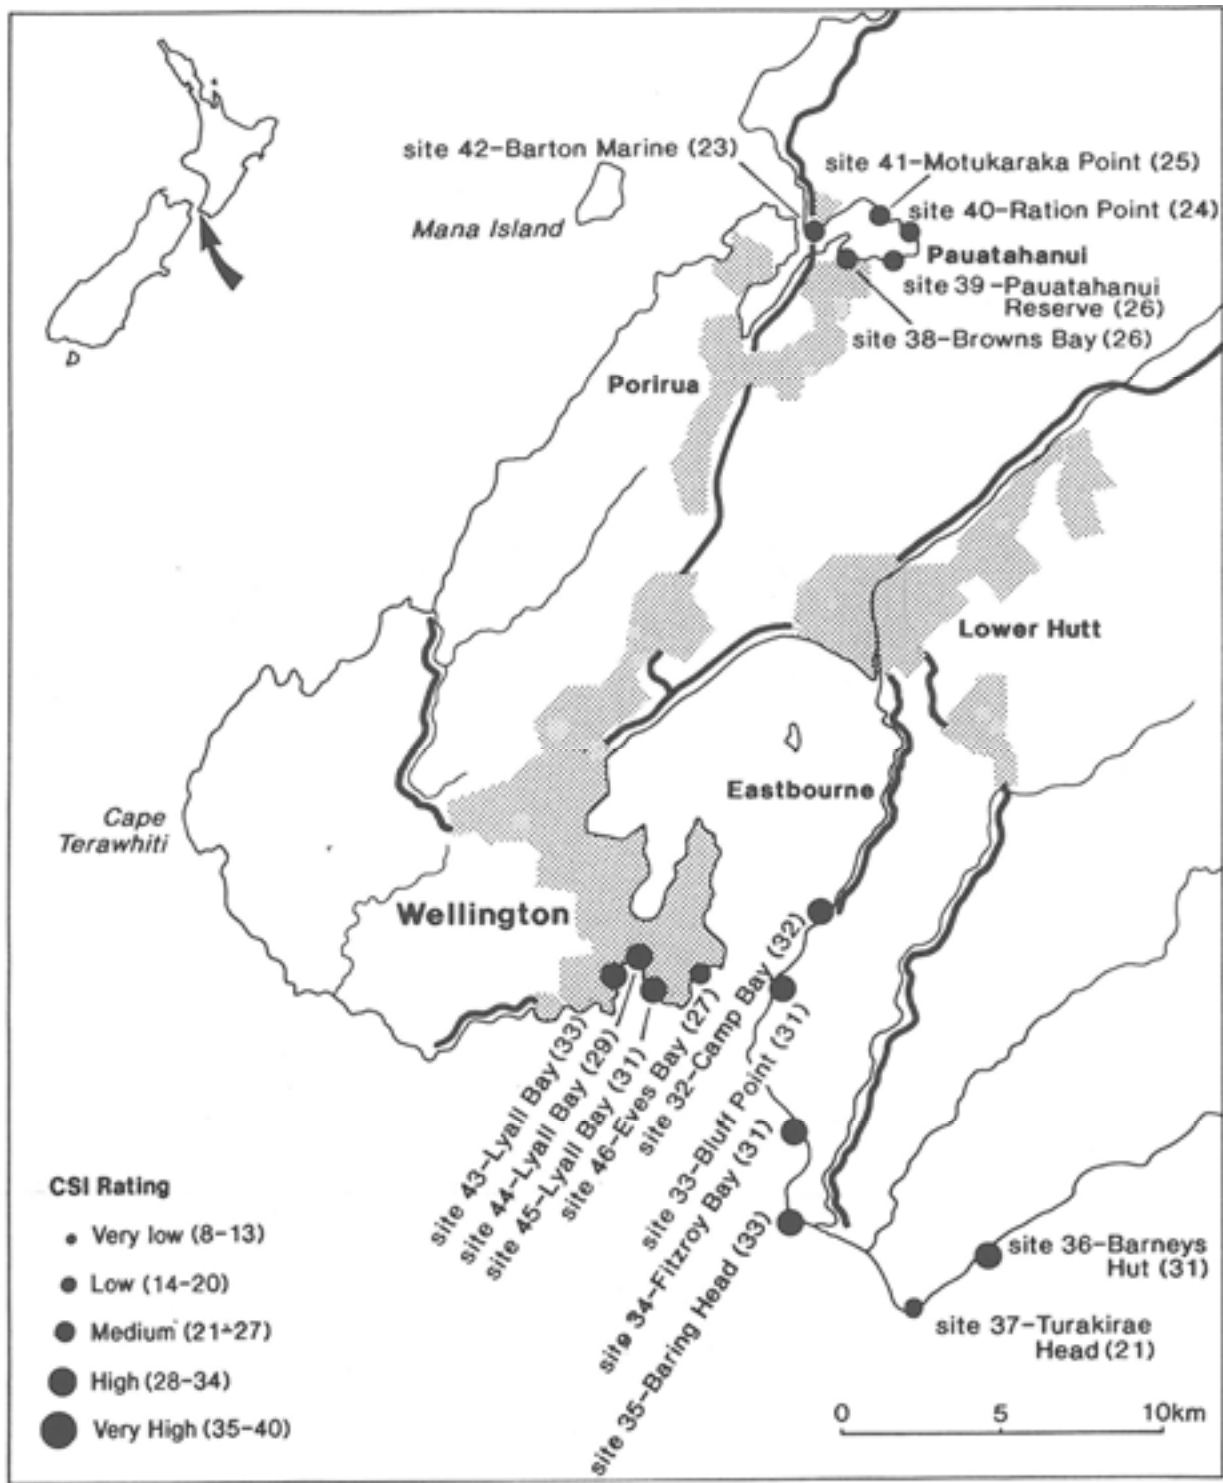 site 42-Barton Marine (23)
site 41-Motukaraka Point (25)
Mana Island
site 40-Ration Point (24)
Pauatahanui
site 39-Pauatahanui
Reserve (26)
site 38-Browns Bay (26)
Porirua
Lower Hutt
Eastbourne
Cape
Terawhiti
Wellington
site 43-Lyall Bay (33)
site 44-Lyall Bay (29)
site 45-Lyall Bay (31)
site 46-Eves Bay (27)
site 32-Camp Bay (32)
site 33-Bluff Point (31)
site 34-Fitzroy Bay (31)
site 35-Baring Head (33)
site 36-Barneys
Hut (31)
site 37-Turakirae
Head (21)
CSI Rating
Very low (8-13)
Low (14-20)
Medium (21-27)
High (28-34)
Very High (35-40)
0 5 10km